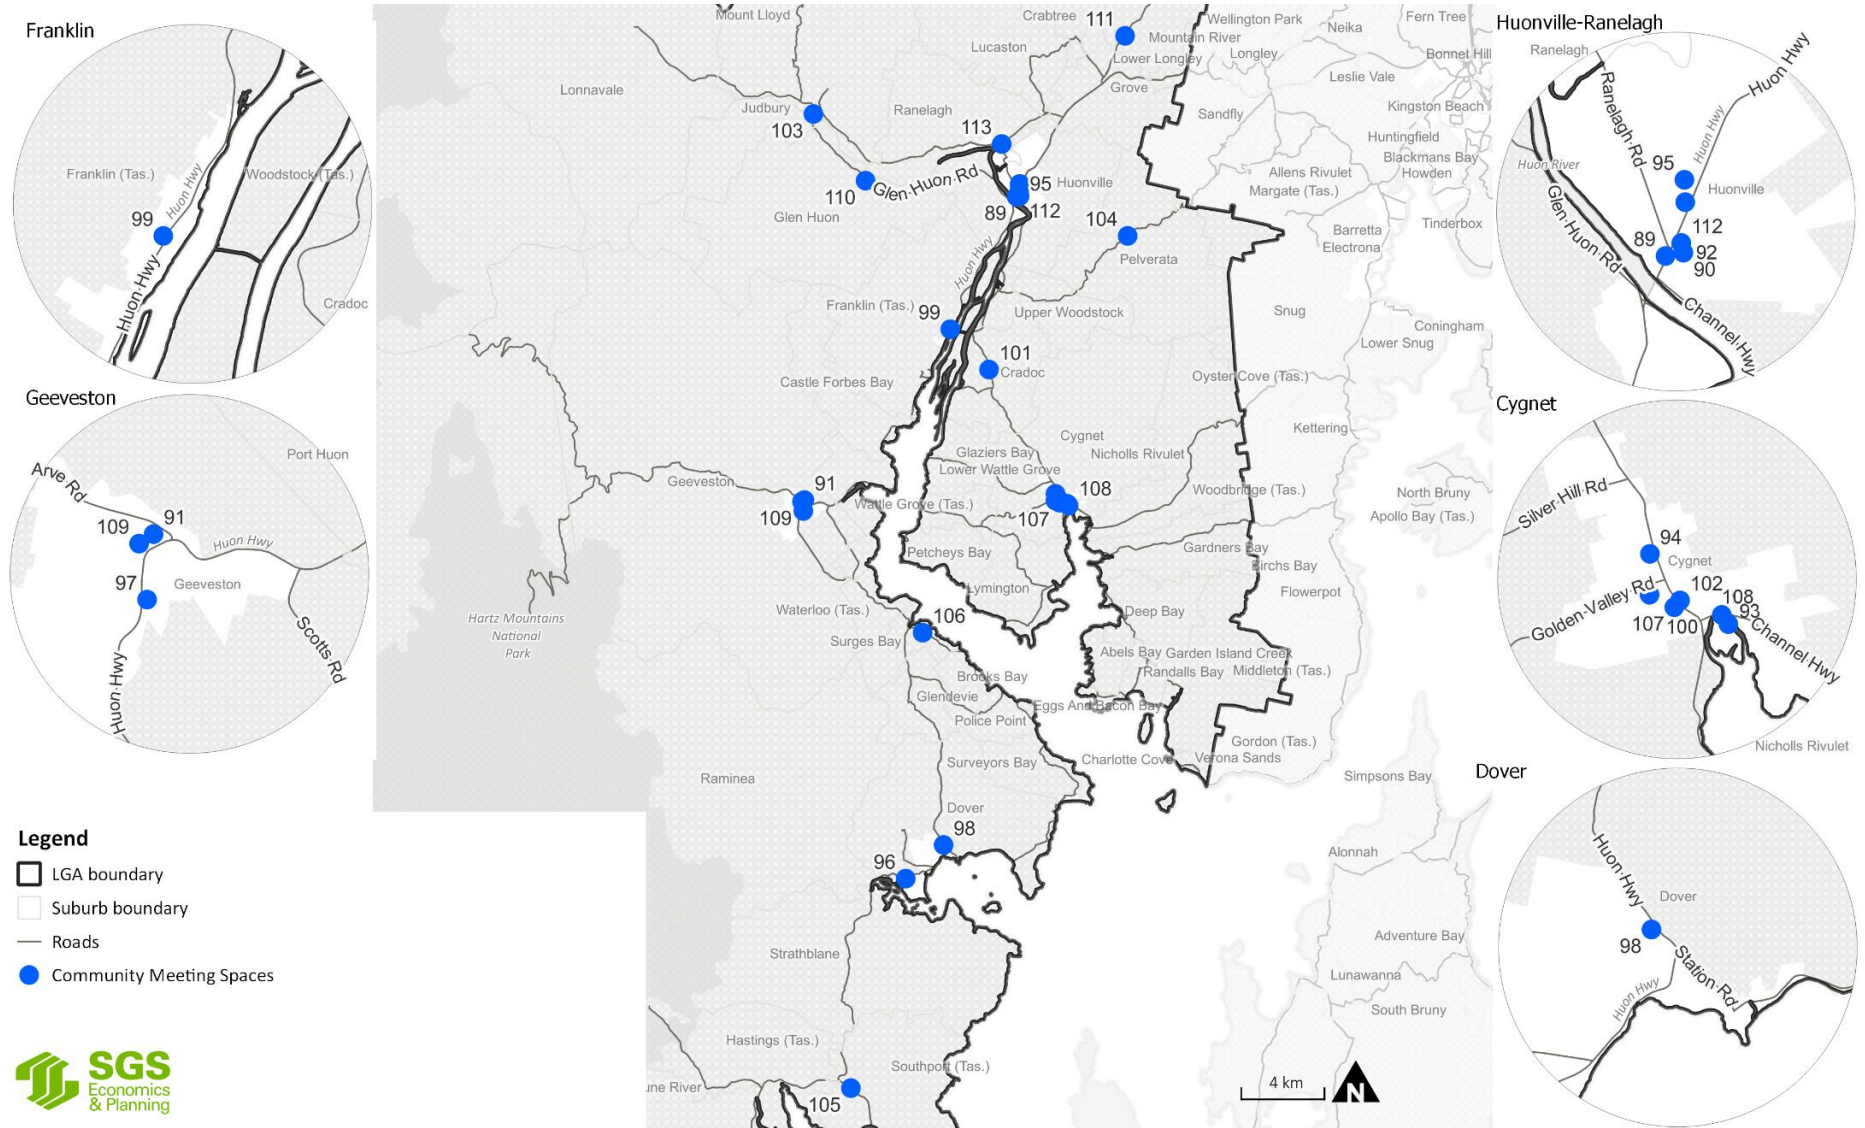 Franklin
Franklin (Tas.)
Huon Hwy
Woodstock (Tas.)
99
Huon Hwy
Cradoc
Geeveston
Port Huon
Arve Rd
109
91
Huon Hwy
97
Geeveston
Scotts Rd
Huon Hwy
Legend
LGA boundary
Suburb boundary
Roads
Community Meeting Spaces
SGS
Economics
& Planning
Mount Lloyd
Crabtree
111
Wellington Park
Fern Tree
Mountain River
Neika
Lucaston
Lower Longley
Longley
Bonnet Hill
Leslie Vale
Lonnavale
Grove
Judbury
Ranelagh
Sandfly
Kingston Beach
103
113
Huntingfield
Blackmans Bay
Howden
Allens Rivulet
Margate (Tas.)
110
Glen Huon Rd
95
Huonville
Glen Huon
89
112
104
Tinderbox
Barretta
Electrona
Pelverata
Huon Hwy
Franklin (Tas.)
99
Upper Woodstock
Snug
Coningham
Lower Snug
101
Cradoc
Castle Forbes Bay
Oyster Cove (Tas.)
Kettering
Cygnet
Glaziers Bay
Nicholls Rivulet
Lower Wattle Grove
Geeveston
91
108
Woodbridge (Tas.)
North Bruny
109
Wattle Grove (Tas.)
107
Apollo Bay (Tas.)
Petcheys Bay
Gardners Bay
Birchs Bay
Lymington
Flowerpot
Hartz Mountains
National
Park
Waterloo (Tas.)
106
Deep Bay
Surges Bay
Abels Bay
Garden Island Creek
Randalls Bay
Middleton (Tas.)
Brooks Bay
Glendevie
Eggs And Bacon Bay
Police Point
Gordon (Tas.)
Surveyors Bay
Charlotte Cove
Verona Sands
Raminea
Simpsons Bay
Dover
98
96
Alonnah
Strathblane
Adventure Bay
Lunawanna
South Bruny
Hastings (Tas.)
Southport (Tas.)
une River
105
4 km
N
Huonville-Ranelagh
Ranelagh
Huon Hwy
Ranelagh Rd
Huon Hwy
Huon River
95
Huonville
Glen Huon Rd
89
112
92
90
Channel Hwy
Cygnet
Silver Hill Rd
94
Cygnet
Golden Valley Rd
102
108
93
107
100
Channel Hwy
Nicholls Rivulet
Dover
Huon Hwy
Dover
98
Station Rd
Huon Hwy